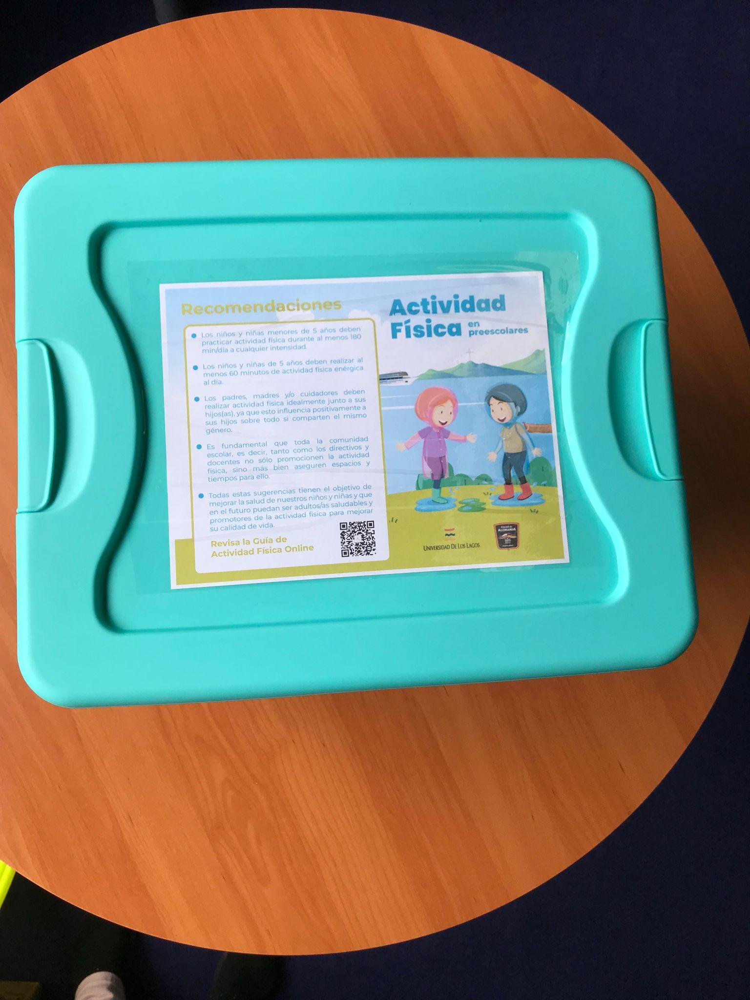 Recomendaciones
Los niños y niñas menores de 5 años deben
practicar actividad física durante al menos 180
min/día a cualquier intensidad.
Los niños y niñas de 5 años deben realizar al
menos 60 minutos de actividad física enérgica
al día.
Los padres, madres y/o cuidadores deben
realizar actividad física idealmente junto a sus
hijos(as), ya que esto influencia positivamente a
sus hijos sobre todo si comparten el mismo
género.
Es fundamental que toda la comunidad
escolar, es decir, tanto como los directivos y
docentes no sólo promocionen la actividad
física, sino más bien aseguren espacios y
tiempos para ello.
Todas estas sugerencias tienen el objetivo de
mejorar la salud de nuestros niños y niñas y que
en el futuro puedan ser adultos/as saludables y
promotores de la actividad física para mejorar
su calidad de vida.
Revisa la Guía de
Actividad Física Online
Actividad
Física en
preescolares
UNIVERSIDAD DE LOS LAGOS
ESCUELA
ALEMANIA